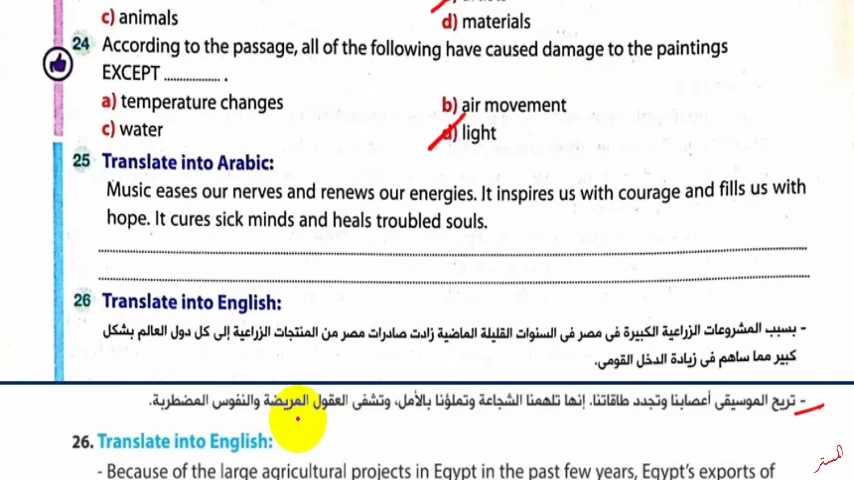 c) animals
d) materials
24 According to the passage, all of the following have caused damage to the paintings
EXCEPT .................. .
a) temperature changes
b) air movement
c) water
d) light
25 Translate into Arabic:
Music eases our nerves and renews our energies. It inspires us with courage and fills us with
hope. It cures sick minds and heals troubled souls.
26 Translate into English:
- بسبب المشروعات الزراعية الكبيرة فى مصر فى السنوات القليلة الماضية زادت صادرات مصر من المنتجات الزراعية إلى كل دول العالم بشكل
كبير مما ساهم فى زيادة الدخل القومى.
- تريح الموسيقى أعصابنا وتجدد طاقاتنا. إنها تلهمنا الشجاعة وتملؤنا بالأمل، وتشفى العقول المريضة والنفوس المضطربة.
26. Translate into English:
- Because of the large agricultural projects in Egypt in the past few years, Egypt's exports of
المستر